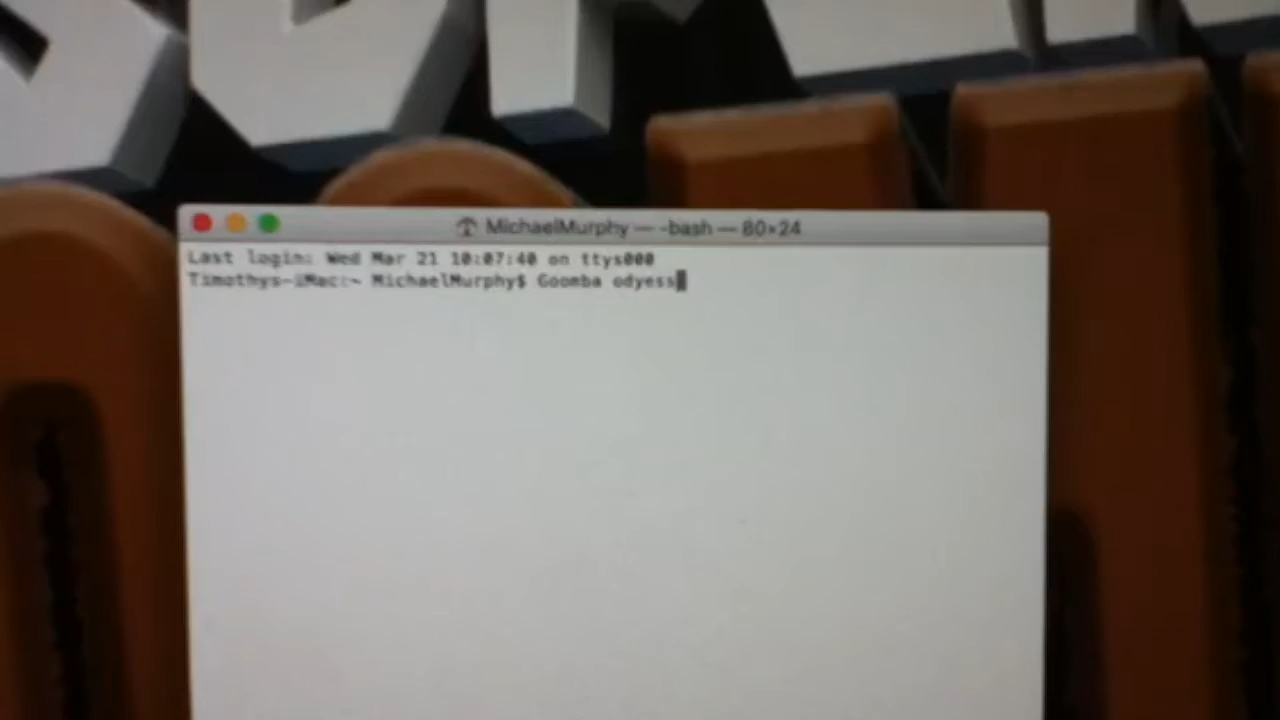 MichaelMurphy — -bash — 80×24
Last login: Wed Mar 21 10:07:40 on ttys000
Timothys-iMac:~ MichaelMurphy$ Goomba odyess